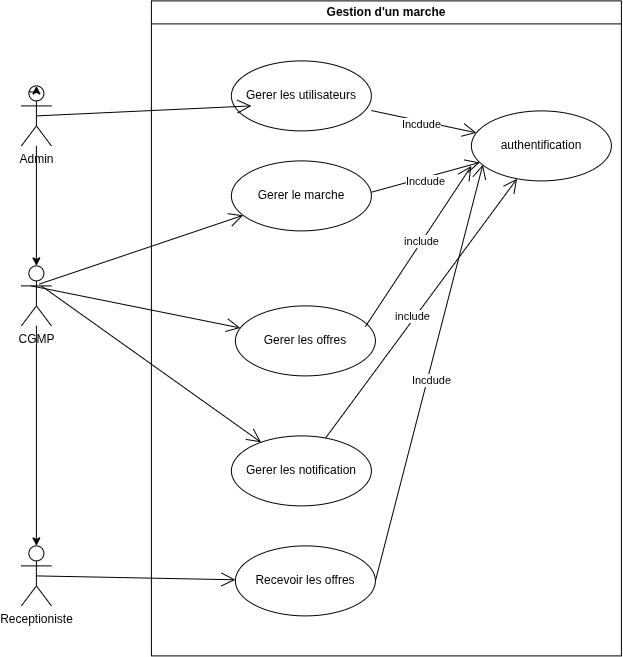 Gestion d'un marche
Gerer les utilisateurs
Incdude
authentification
Admin
Gerer le marche
Incdude
include
CGMP
Gerer les offres
include
Incdude
Gerer les notification
Recevoir les offres
Receptioniste